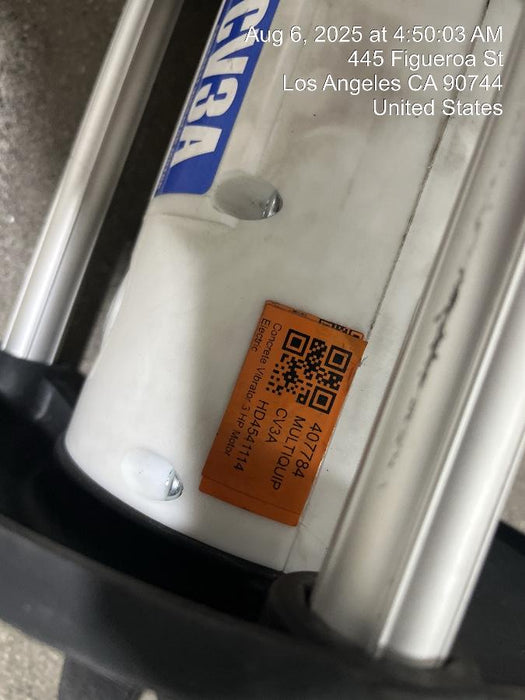 Aug 6, 2025 at 4:50:03 AM
445 Figueroa St
Los Angeles CA 90744
United States
CV3A
407784
MULTIQUIP
CV3A HD4541114
Concrete Vibrator 3 HP Motor
Electric